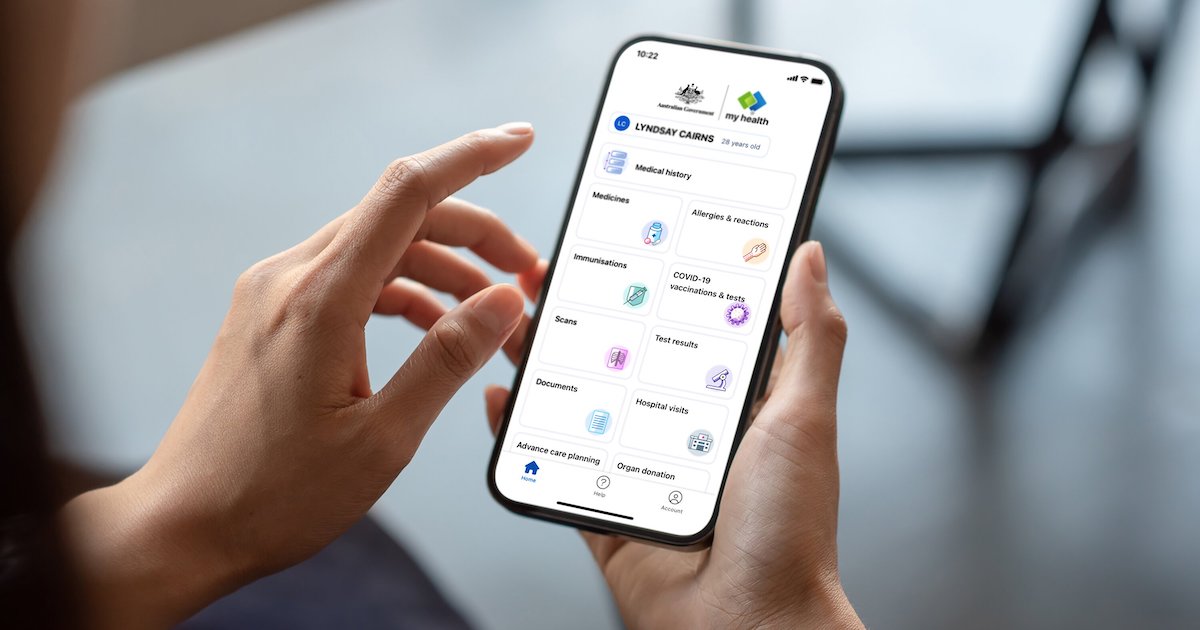 10:22
Australian Government
my health
LC LYNDSAY CAIRNS 28 years old
Medical history
Medicines
Allergies & reactions
Immunisations
COVID-19
vaccinations & tests
Scans
Test results
Documents
Hospital visits
Advance care planning
Organ donation
Home
Help
Account